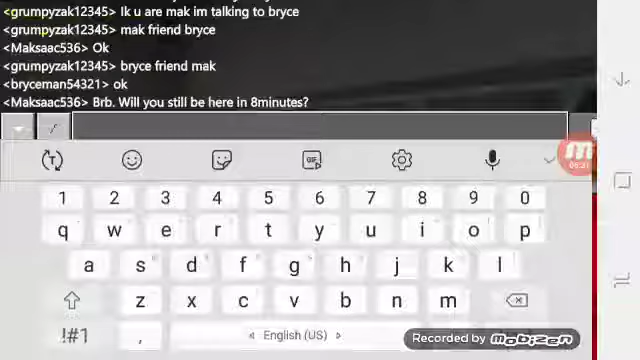 <grumpyzak12345> Ik u are mak im talking to bryce
<grumpyzak12345> mak friend bryce
<Maksaac536> Ok
<grumpyzak12345> bryce friend mak
<bryceman54321> ok
<Maksaac536> Brb. Will you still be here in 8minutes?
/
T GIF
1 2 3 4 5 6 7 8 9 0
q w e r t y u i o p
a s d f g h j k l
z x c v b n m
!#1 , English (US)
Recorded by mobizen